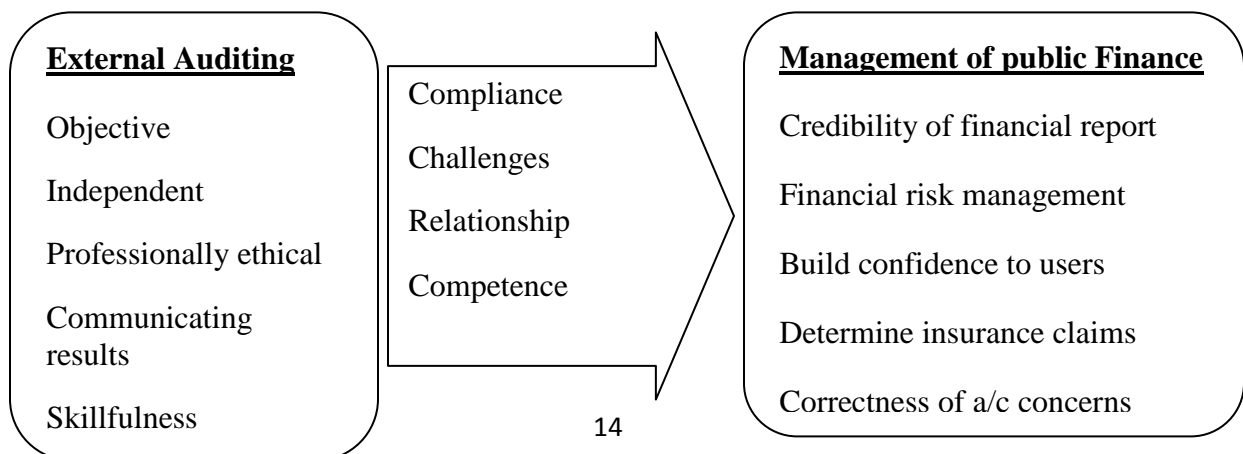 External Auditing
Objective
Independent
Professionally ethical
Communicating
results
Skillfulness
Compliance
Challenges
Relationship
Competence
Management of public Finance
Credibility of financial report
Financial risk management
Build confidence to users
Determine insurance claims
Correctness of a/c concerns
14